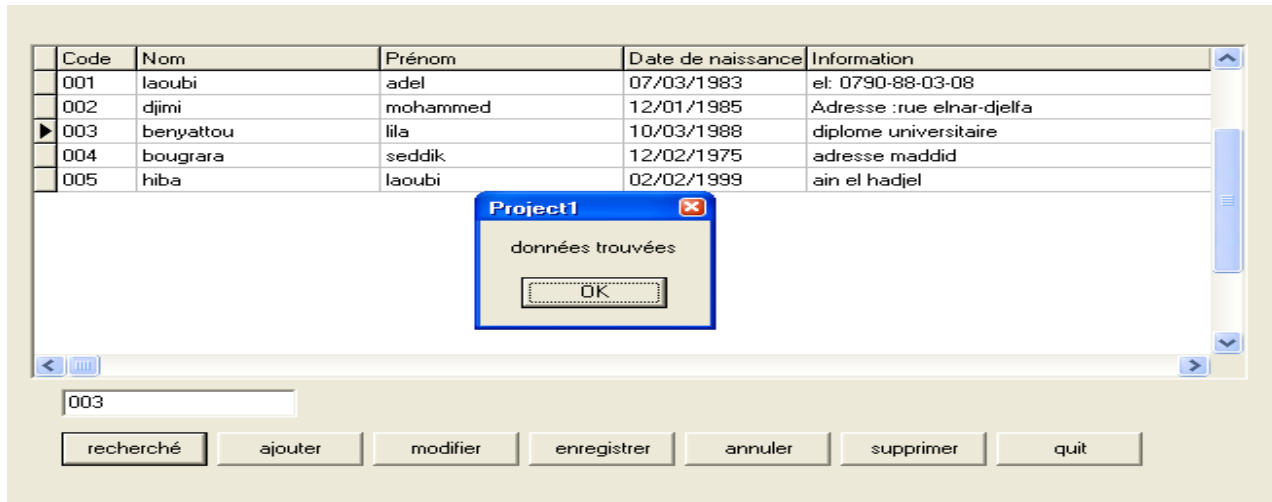 Code Nom Prénom Date de naissance Information
001 laoubi adel 07/03/1983 el: 0790-88-03-08
002 djimi mohammed 12/01/1985 Adresse :rue elnar-djelfa
003 benyattou lila 10/03/1988 diplome universitaire
004 bougrara seddik 12/02/1975 adresse maddid
005 hiba laoubi 02/02/1999 ain el hadjel
Project1
données trouvées
OK
003
recherché ajouter modifier enregistrer annuler supprimer quit